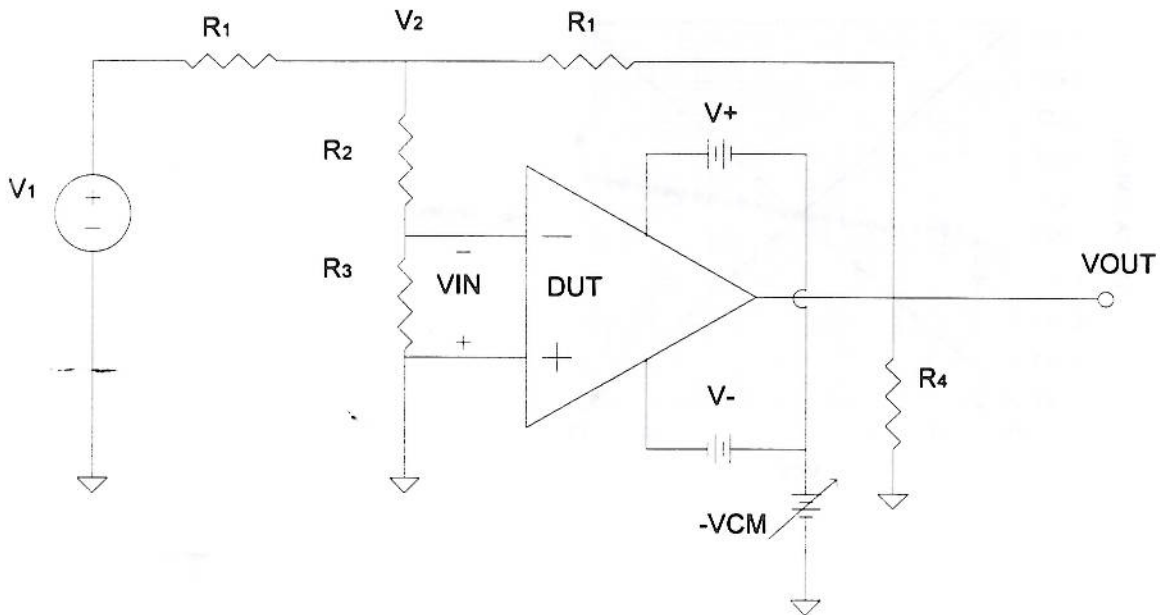 R1
V2
R1
V+
R2
V1
−
+
−
−
R3
VIN
DUT
VOUT
+
+
R4
V-
-VCM